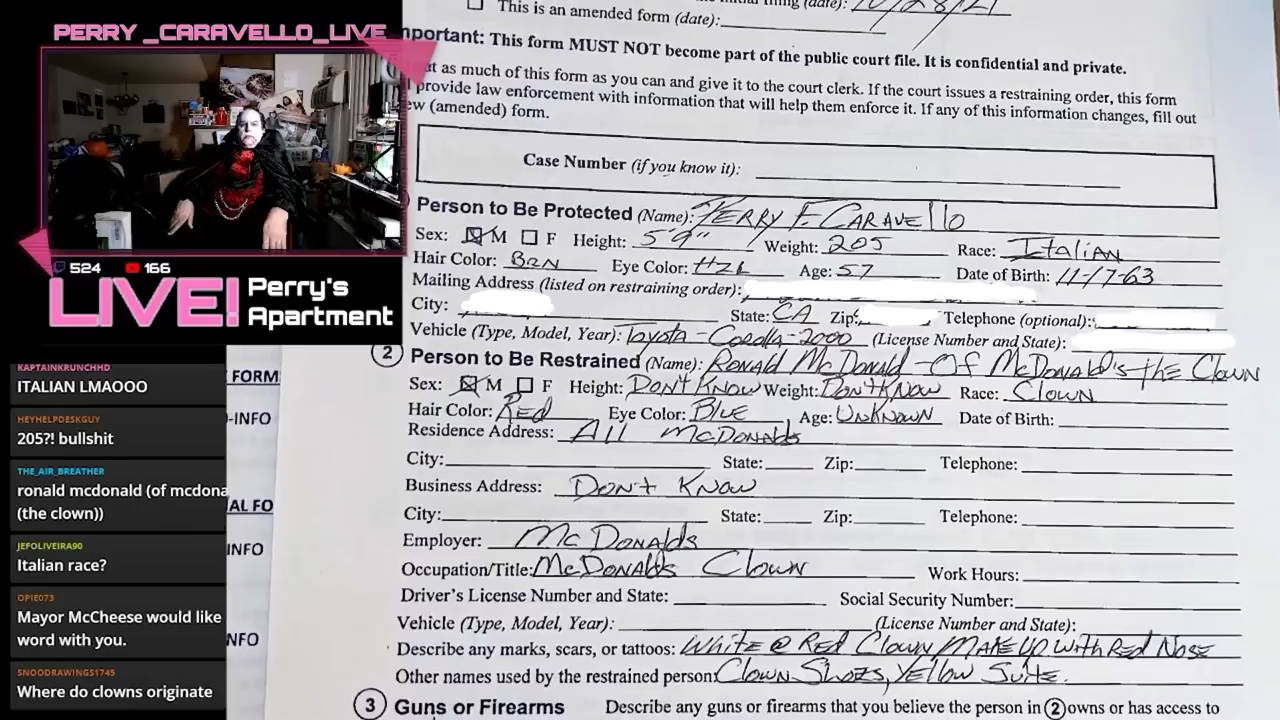 PERRY _CARAVELLO_LIVE
524 166
LIVE! Perry's Apartment
KAPTAINKRUNCHHD
ITALIAN LMAOOO
HEYHELPDESKGUY
205?! bullshit
THE_AIR_BREATHER
ronald mcdonald (of mcdona
(the clown))
JEFOLIVEIRA90
Italian race?
OPIE073
Mayor McCheese would like
word with you.
SNOODRAWINGS1745
Where do clowns originate
FORM
-INFO
AL FO
INFO
NFO
(date): 10/28/21
This is an amended form (date):
mportant: This form MUST NOT become part of the public court file. It is confidential and private.
ut as much of this form as you can and give it to the court clerk. If the court issues a restraining order, this form
provide law enforcement with information that will help them enforce it. If any of this information changes, fill out
ew (amended) form.
Case Number (if you know it):
Person to Be Protected (Name): PERRY F. CARAVEllO
Sex: M F Height: 5'9" Weight: 205 Race: ITALIAN
Hair Color: BRN Eye Color: HZL Age: 57 Date of Birth: 11-17-63
Mailing Address (listed on restraining order):
City: State: CA Zip: Telephone (optional):
Vehicle (Type, Model, Year): Toyota-Corolla-2000 (License Number and State):
2 Person to Be Restrained (Name): RONALD McDONALD-Of McDONALD'S the Clown
Sex: M F Height: DON'T KNOW Weight: DON'T KNOW Race: Clown
Hair Color: RED Eye Color: BLUE Age: UNKNOWN Date of Birth:
Residence Address: All McDONALDS
City: State: Zip: Telephone:
Business Address: DON'T KNOW
City: State: Zip: Telephone:
Employer: McDONALDS
Occupation/Title: McDONALDS Clown
Work Hours:
Driver's License Number and State: Social Security Number:
Vehicle (Type, Model, Year): (License Number and State):
Describe any marks, scars, or tattoos: White @ Red Clown MAKE UP With Red Nose
Other names used by the restrained person: Clown Shoes, Yellow Suite.
3 Guns or Firearms Describe any guns or firearms that you believe the person in 2 owns or has access to